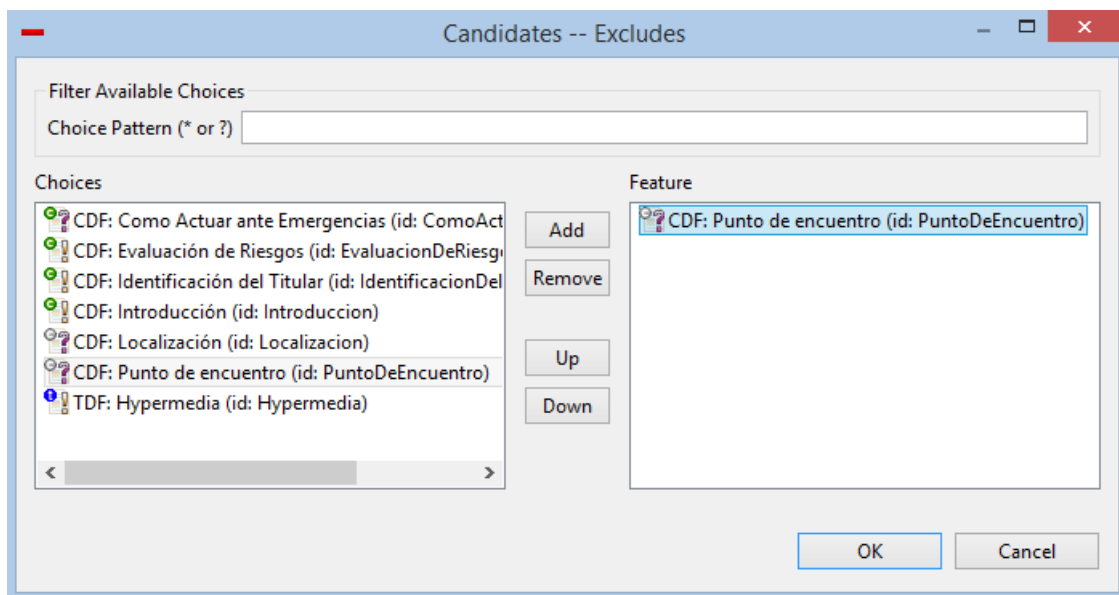 Candidates -- Excludes
Filter Available Choices
Choice Pattern (* or ?)
Choices
CDF: Como Actuar ante Emergencias (id: ComoAct
CDF: Evaluación de Riesgos (id: EvaluacionDeRiesg
CDF: Identificación del Titular (id: IdentificacionDel
CDF: Introducción (id: Introduccion)
CDF: Localización (id: Localizacion)
CDF: Punto de encuentro (id: PuntoDeEncuentro)
TDF: Hypermedia (id: Hypermedia)
Add
Remove
Up
Down
Feature
CDF: Punto de encuentro (id: PuntoDeEncuentro)
OK
Cancel